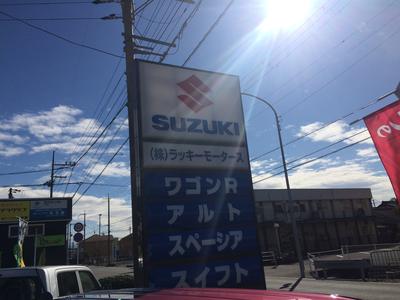 SUZUKI
(株)ラッキーモータース
ワゴンR
アルト
スペーシア
スイフト